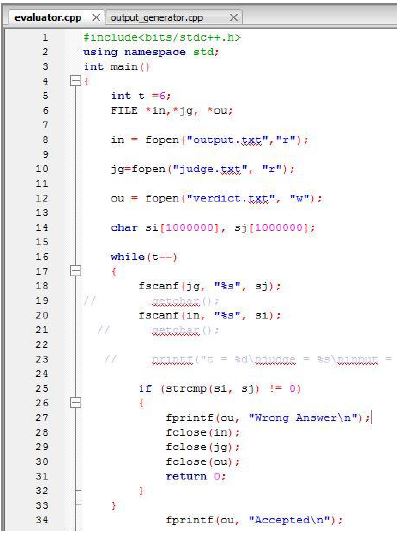 evaluator.cpp output_generator.cpp
1 #include<bits/stdc++.h>
2 using namespace std;
3 int main()
4 {
5 int t =6;
6 FILE *in,*jg, *ou;
7
8 in = fopen("output.txt","r");
9
10 jg=fopen("judge.txt", "r");
11
12 ou = fopen("verdict.txt", "w");
13
14 char si[1000000], sj[1000000];
15
16 while(t--)
17 {
18 fscanf(jg, "%s", sj);
19 // getchar();
20 fscanf(in, "%s", si);
21 // getchar();
22
23 // printf("t = %d\njudge = %s\ninput =
24
25 if (strcmp(si, sj) != 0)
26 {
27 fprintf(ou, "Wrong Answer\n");
28 fclose(in);
29 fclose(jg);
30 fclose(ou);
31 return 0;
32 }
33 }
34 fprintf(ou, "Accepted\n");